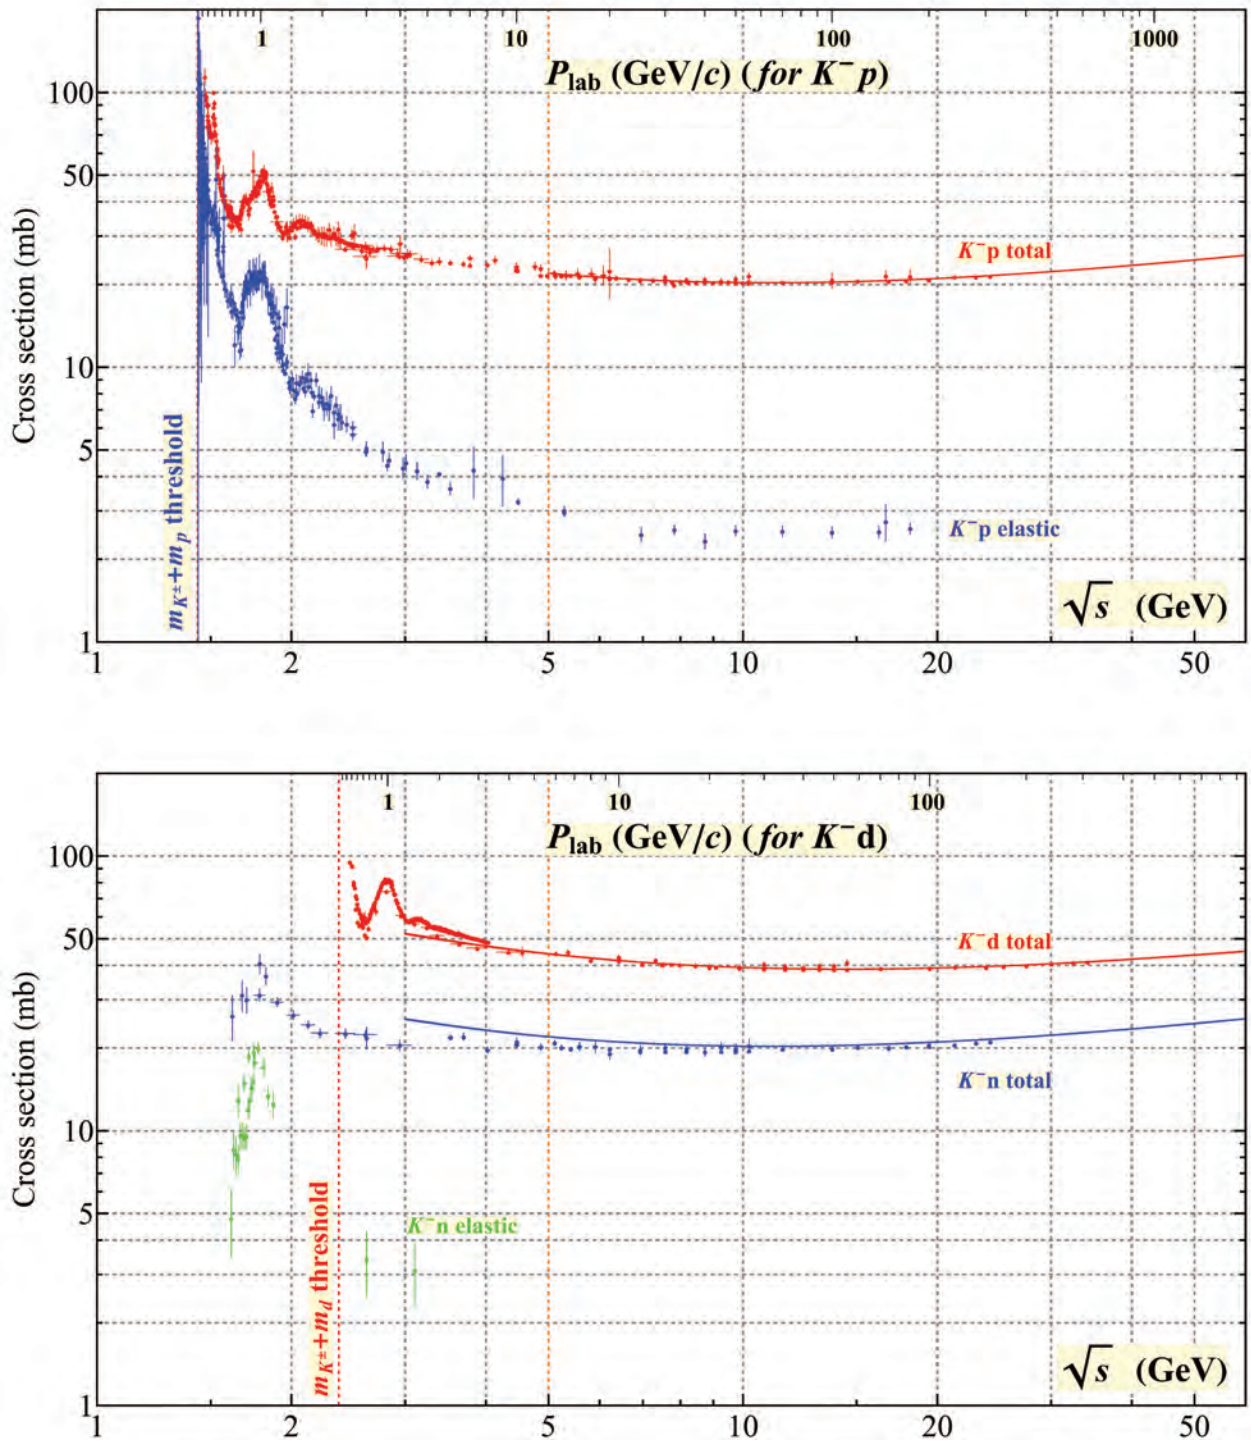 1 10 100 1000
P_lab (GeV/c) (for K⁻ p)
100
50
10
5
1
Cross section (mb)
K⁻p total
K⁻p elastic
m_K± + m_p threshold
√s (GeV)
1 2 5 10 20 50
1 10 100
P_lab (GeV/c) (for K⁻d)
100
50
10
5
1
Cross section (mb)
K⁻d total
K⁻n total
K⁻n elastic
m_K± + m_d threshold
√s (GeV)
1 2 5 10 20 50